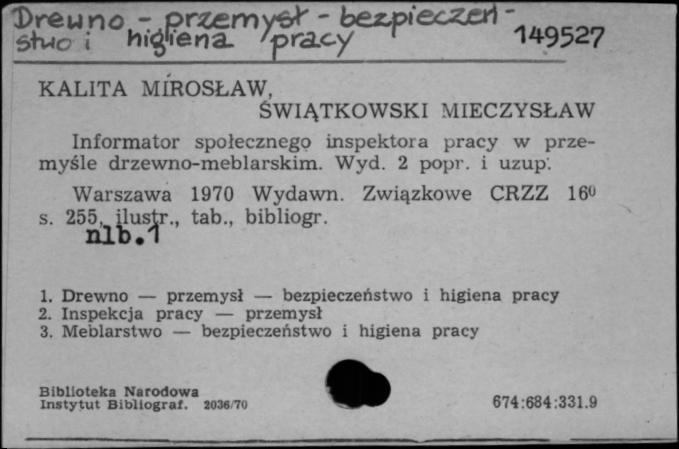 Drewno - przemysł - bezpieczeń-
stwo i higiena pracy 149527
KALITA MIROSŁAW,
ŚWIĄTKOWSKI MIECZYSŁAW
Informator społecznego inspektora pracy w prze-
myśle drzewno-meblarskim. Wyd. 2 popr. i uzup.
Warszawa 1970 Wydawn. Związkowe CRZZ 16⁰
s. 255, ilustr., tab., bibliogr.
nlb.1
1. Drewno — przemysł — bezpieczeństwo i higiena pracy
2. Inspekcja pracy — przemysł
3. Meblarstwo — bezpieczeństwo i higiena pracy
Biblioteka Narodowa
Instytut Bibliograf. 2036/70 674:684:331.9